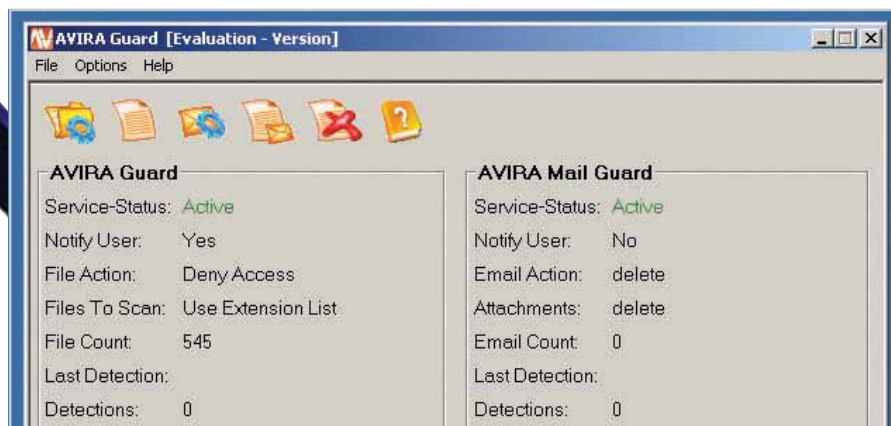 AVIRA Guard [Evaluation - Version]
File Options Help
AVIRA Guard
Service-Status: Active
Notify User: Yes
File Action: Deny Access
Files To Scan: Use Extension List
File Count: 545
Last Detection:
Detections: 0
AVIRA Mail Guard
Service-Status: Active
Notify User: No
Email Action: delete
Attachments: delete
Email Count: 0
Last Detection:
Detections: 0